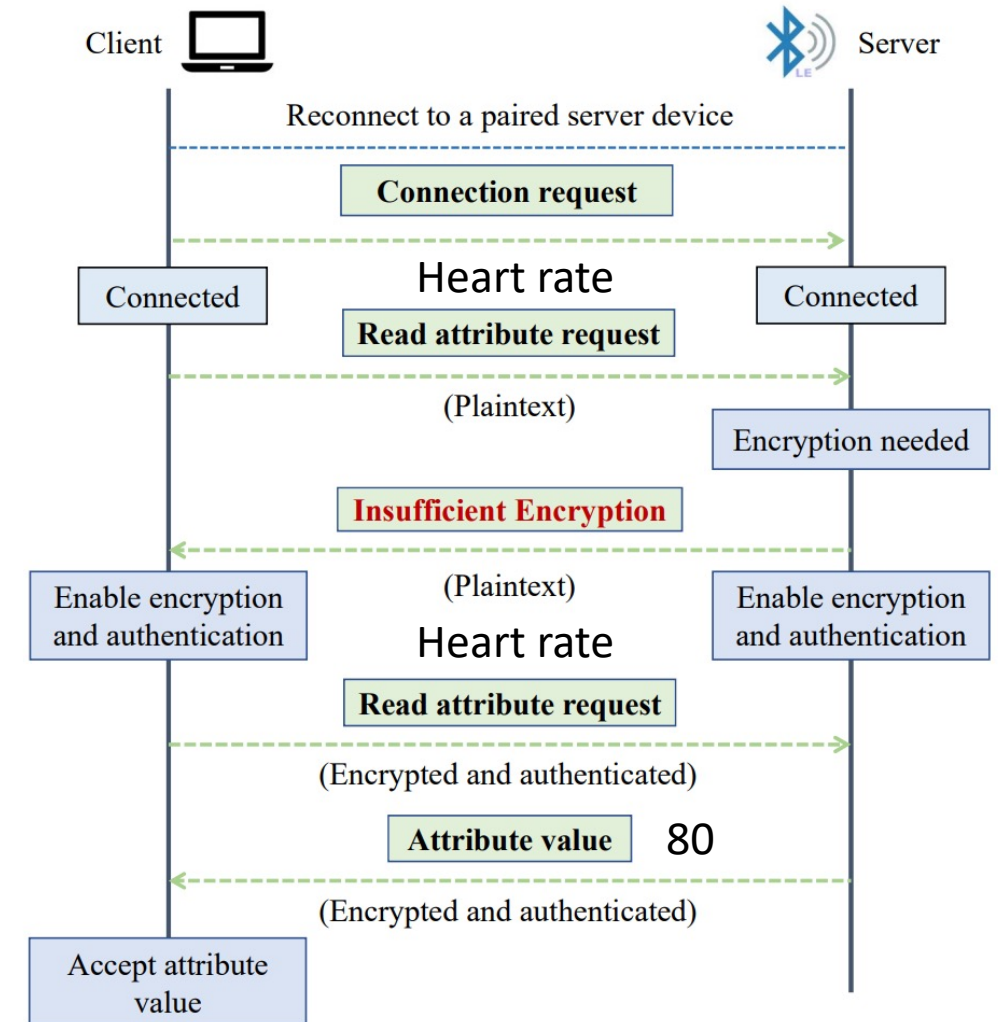 Client
Server
LE
Reconnect to a paired server device
Connection request
Heart rate
Connected
Connected
Read attribute request
(Plaintext)
Encryption needed
Insufficient Encryption
(Plaintext)
Enable encryption
and authentication
Enable encryption
and authentication
Heart rate
Read attribute request
(Encrypted and authenticated)
Attribute value 80
(Encrypted and authenticated)
Accept attribute
value